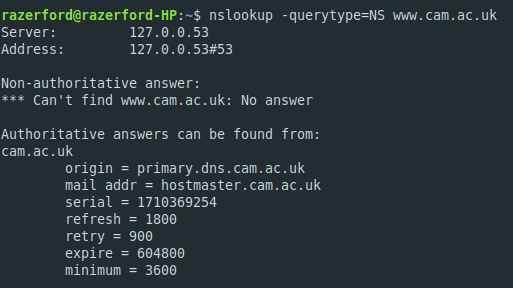 razerford@razerford-HP:~$ nslookup -querytype=NS www.cam.ac.uk
Server:         127.0.0.53
Address:        127.0.0.53#53

Non-authoritative answer:
*** Can't find www.cam.ac.uk: No answer

Authoritative answers can be found from:
cam.ac.uk
        origin = primary.dns.cam.ac.uk
        mail addr = hostmaster.cam.ac.uk
        serial = 1710369254
        refresh = 1800
        retry = 900
        expire = 604800
        minimum = 3600